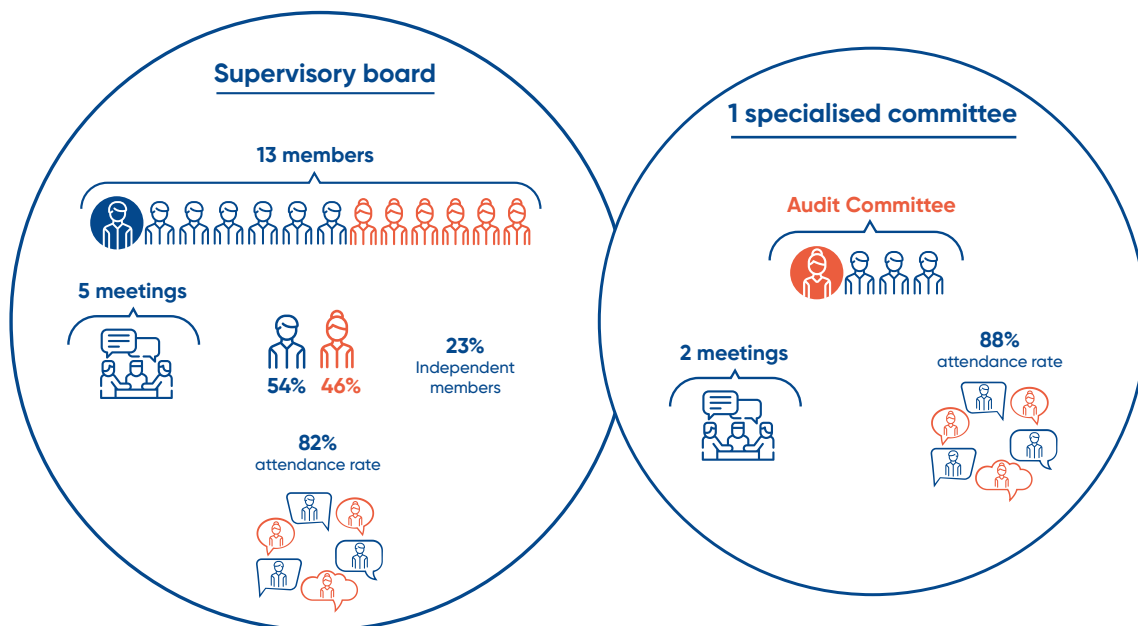 Supervisory board
13 members
5 meetings
54%
46%
23%
Independent
members
82%
attendance rate
1 specialised committee
Audit Committee
2 meetings
88%
attendance rate